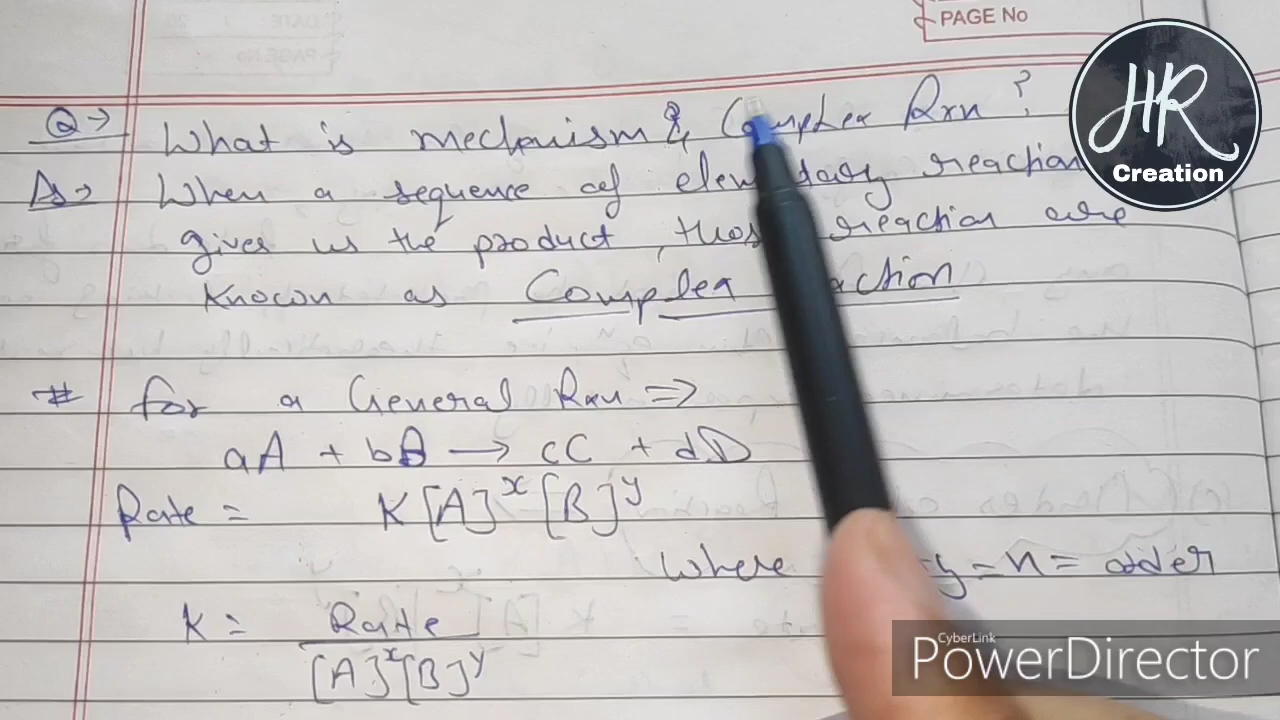 PAGE No
HR
Creation
Q→ What is mechanism & Complex Rxn ?
As→ When a sequence of elementary reaction
gives us the product, those reaction are
Known as Complex action
# for a General Rxn ⇒
aA + bB → cC + dD
Rate = K[A]^x [B]^y
Where y = n = order
K = Rate
[A]^x[B]^y
CyberLink
PowerDirector